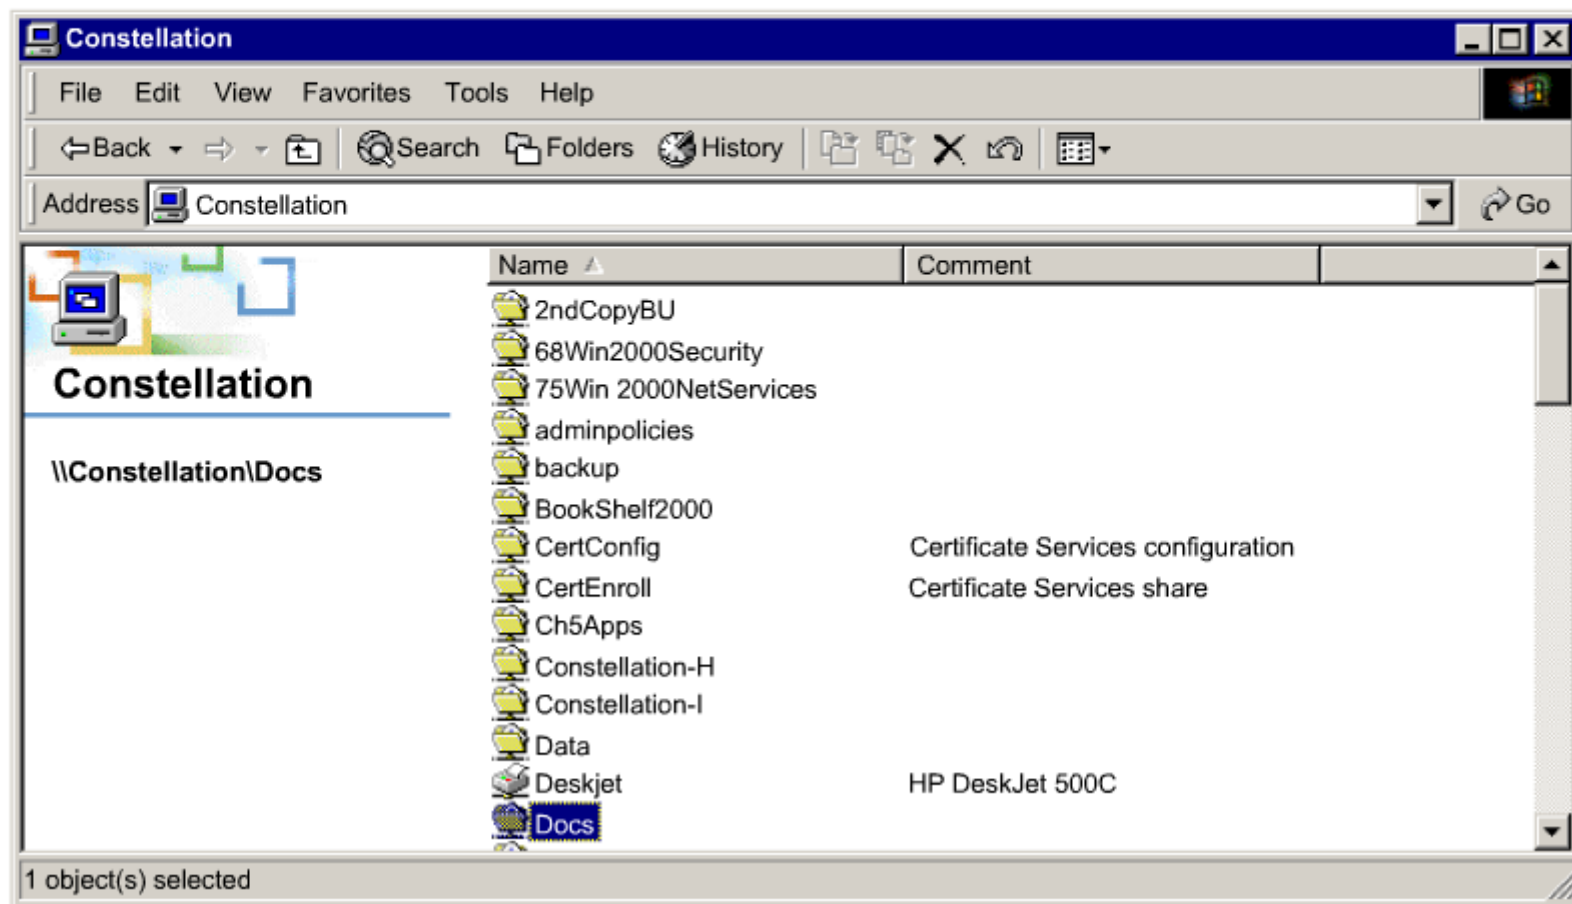 Constellation
File Edit View Favorites Tools Help
Back Search Folders History
Address Constellation Go
Constellation
\\Constellation\Docs
Name Comment
2ndCopyBU
68Win2000Security
75Win 2000NetServices
adminpolicies
backup
BookShelf2000
CertConfig Certificate Services configuration
CertEnroll Certificate Services share
Ch5Apps
Constellation-H
Constellation-I
Data
Deskjet HP DeskJet 500C
Docs
1 object(s) selected